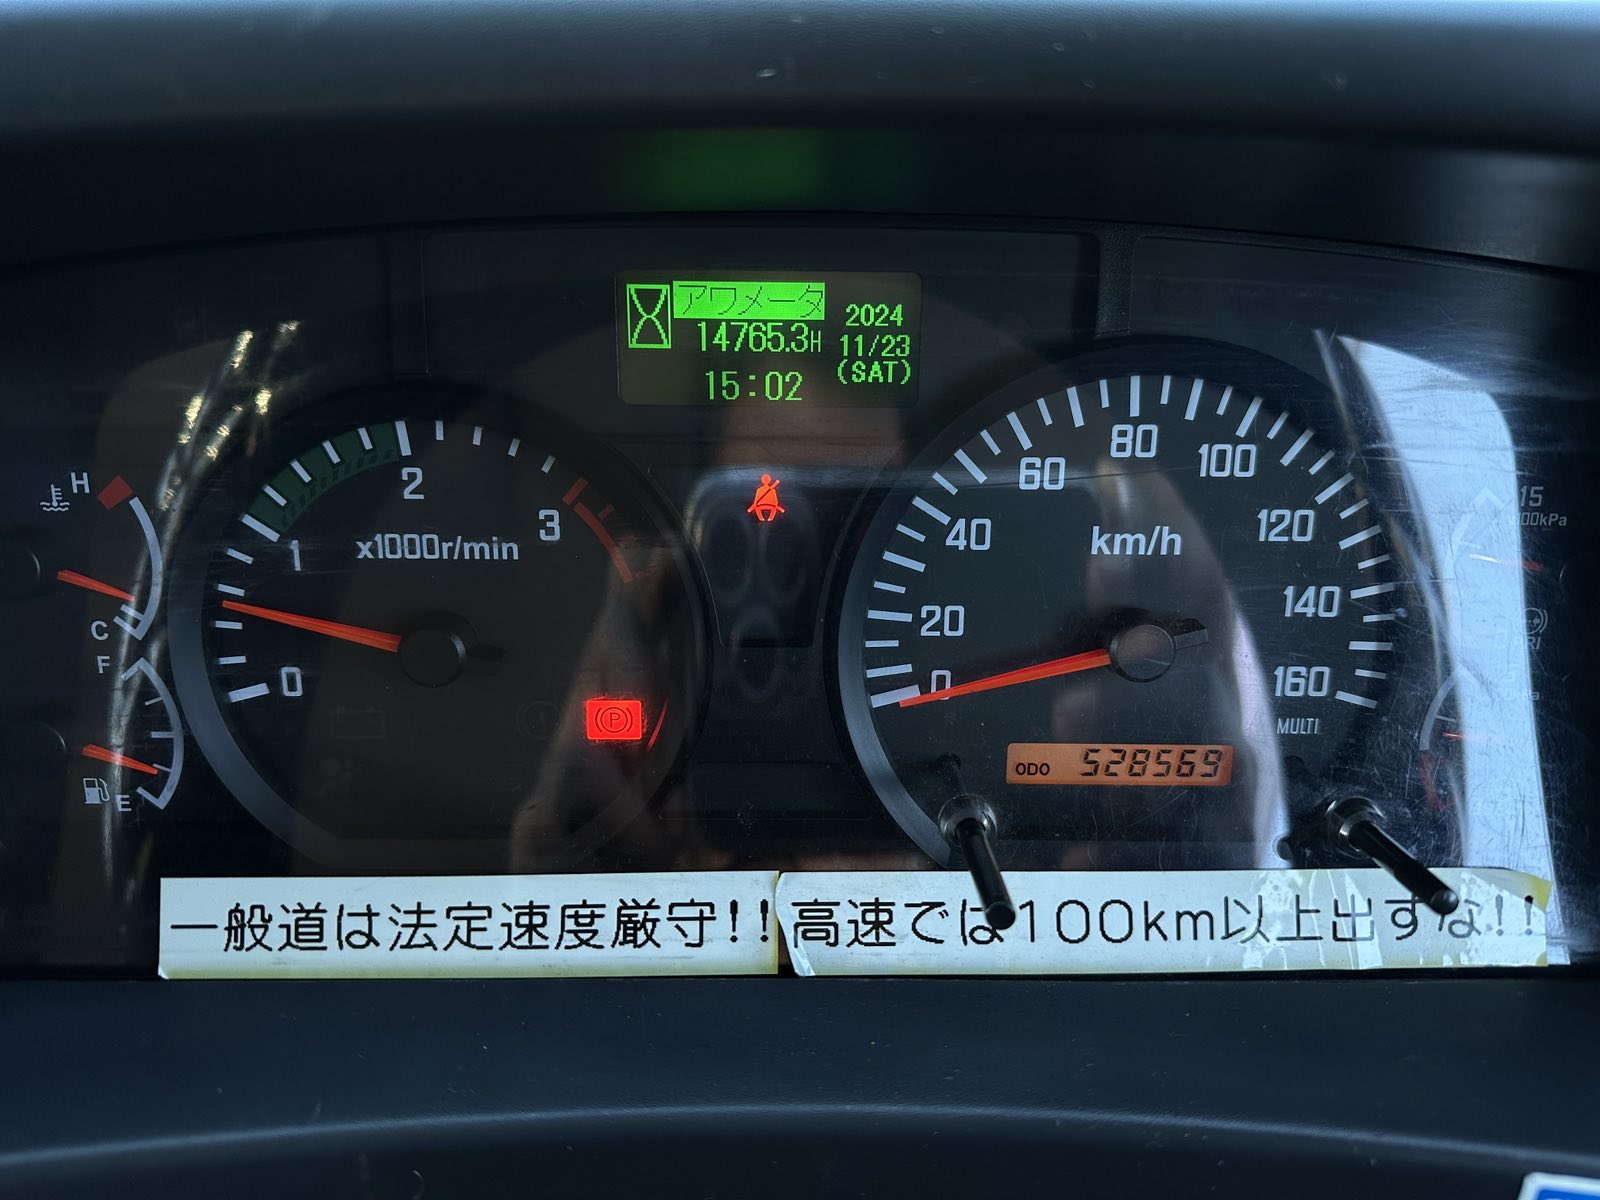 アワメータ
14765.3H
15:02
2024
11/23
(SAT)
H
C
F
E
0
1
2
3
x1000r/min
P
0
20
40
60
80
100
120
140
160
km/h
MULTI
ODO 528569
15
x100kPa
一般道は法定速度厳守!!
高速では100km以上出すな!!